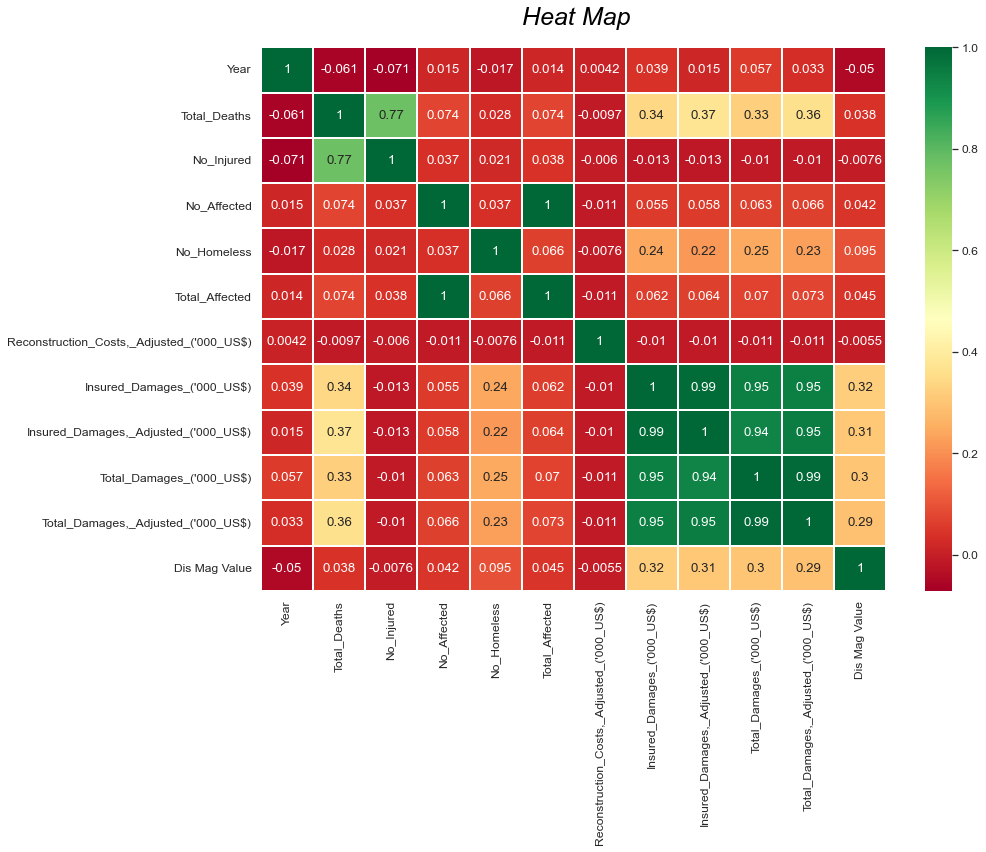 Heat Map
Year 1 -0.061 -0.071 0.015 -0.017 0.014 0.0042 0.039 0.015 0.057 0.033 -0.05
Total_Deaths -0.061 1 0.77 0.074 0.028 0.074 -0.0097 0.34 0.37 0.33 0.36 0.038
No_Injured -0.071 0.77 1 0.037 0.021 0.038 -0.006 -0.013 -0.013 -0.01 -0.01 -0.0076
No_Affected 0.015 0.074 0.037 1 0.037 1 -0.011 0.055 0.058 0.063 0.066 0.042
No_Homeless -0.017 0.028 0.021 0.037 1 0.066 -0.0076 0.24 0.22 0.25 0.23 0.095
Total_Affected 0.014 0.074 0.038 1 0.066 1 -0.011 0.062 0.064 0.07 0.073 0.045
Reconstruction_Costs,_Adjusted_('000_US$) 0.0042 -0.0097 -0.006 -0.011 -0.0076 -0.011 1 -0.01 -0.01 -0.011 -0.011 -0.0055
Insured_Damages_('000_US$) 0.039 0.34 -0.013 0.055 0.24 0.062 -0.01 1 0.99 0.95 0.95 0.32
Insured_Damages,_Adjusted_('000_US$) 0.015 0.37 -0.013 0.058 0.22 0.064 -0.01 0.99 1 0.94 0.95 0.31
Total_Damages_('000_US$) 0.057 0.33 -0.01 0.063 0.25 0.07 -0.011 0.95 0.94 1 0.99 0.3
Total_Damages,_Adjusted_('000_US$) 0.033 0.36 -0.01 0.066 0.23 0.073 -0.011 0.95 0.95 0.99 1 0.29
Dis Mag Value -0.05 0.038 -0.0076 0.042 0.095 0.045 -0.0055 0.32 0.31 0.3 0.29 1
Year
Total_Deaths
No_Injured
No_Affected
No_Homeless
Total_Affected
Reconstruction_Costs,_Adjusted_('000_US$)
Insured_Damages_('000_US$)
Insured_Damages,_Adjusted_('000_US$)
Total_Damages_('000_US$)
Total_Damages,_Adjusted_('000_US$)
Dis Mag Value
1.0
0.8
0.6
0.4
0.2
0.0